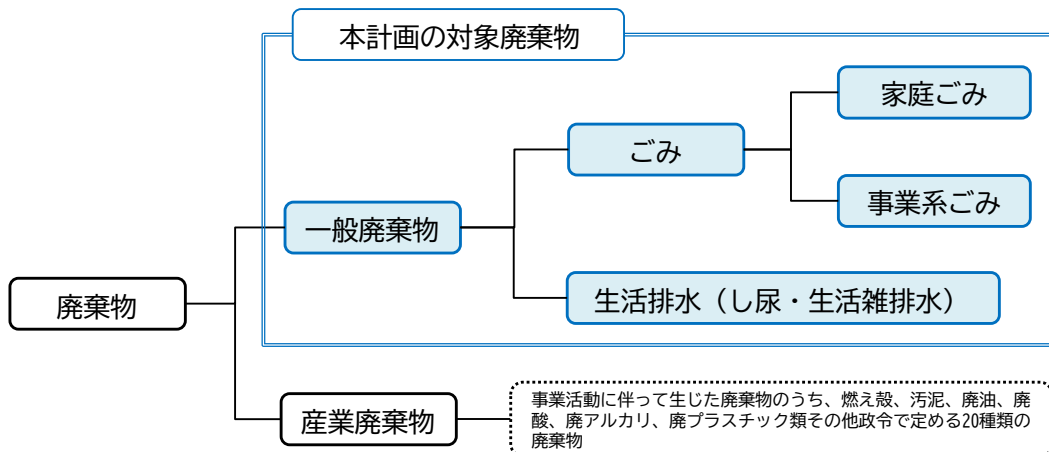 本計画の対象廃棄物
家庭ごみ
ごみ
事業系ごみ
一般廃棄物
生活排水（し尿・生活雑排水）
廃棄物
産業廃棄物
事業活動に伴って生じた廃棄物のうち、燃え殻、汚泥、廃油、廃
酸、廃アルカリ、廃プラスチック類その他政令で定める20種類の
廃棄物